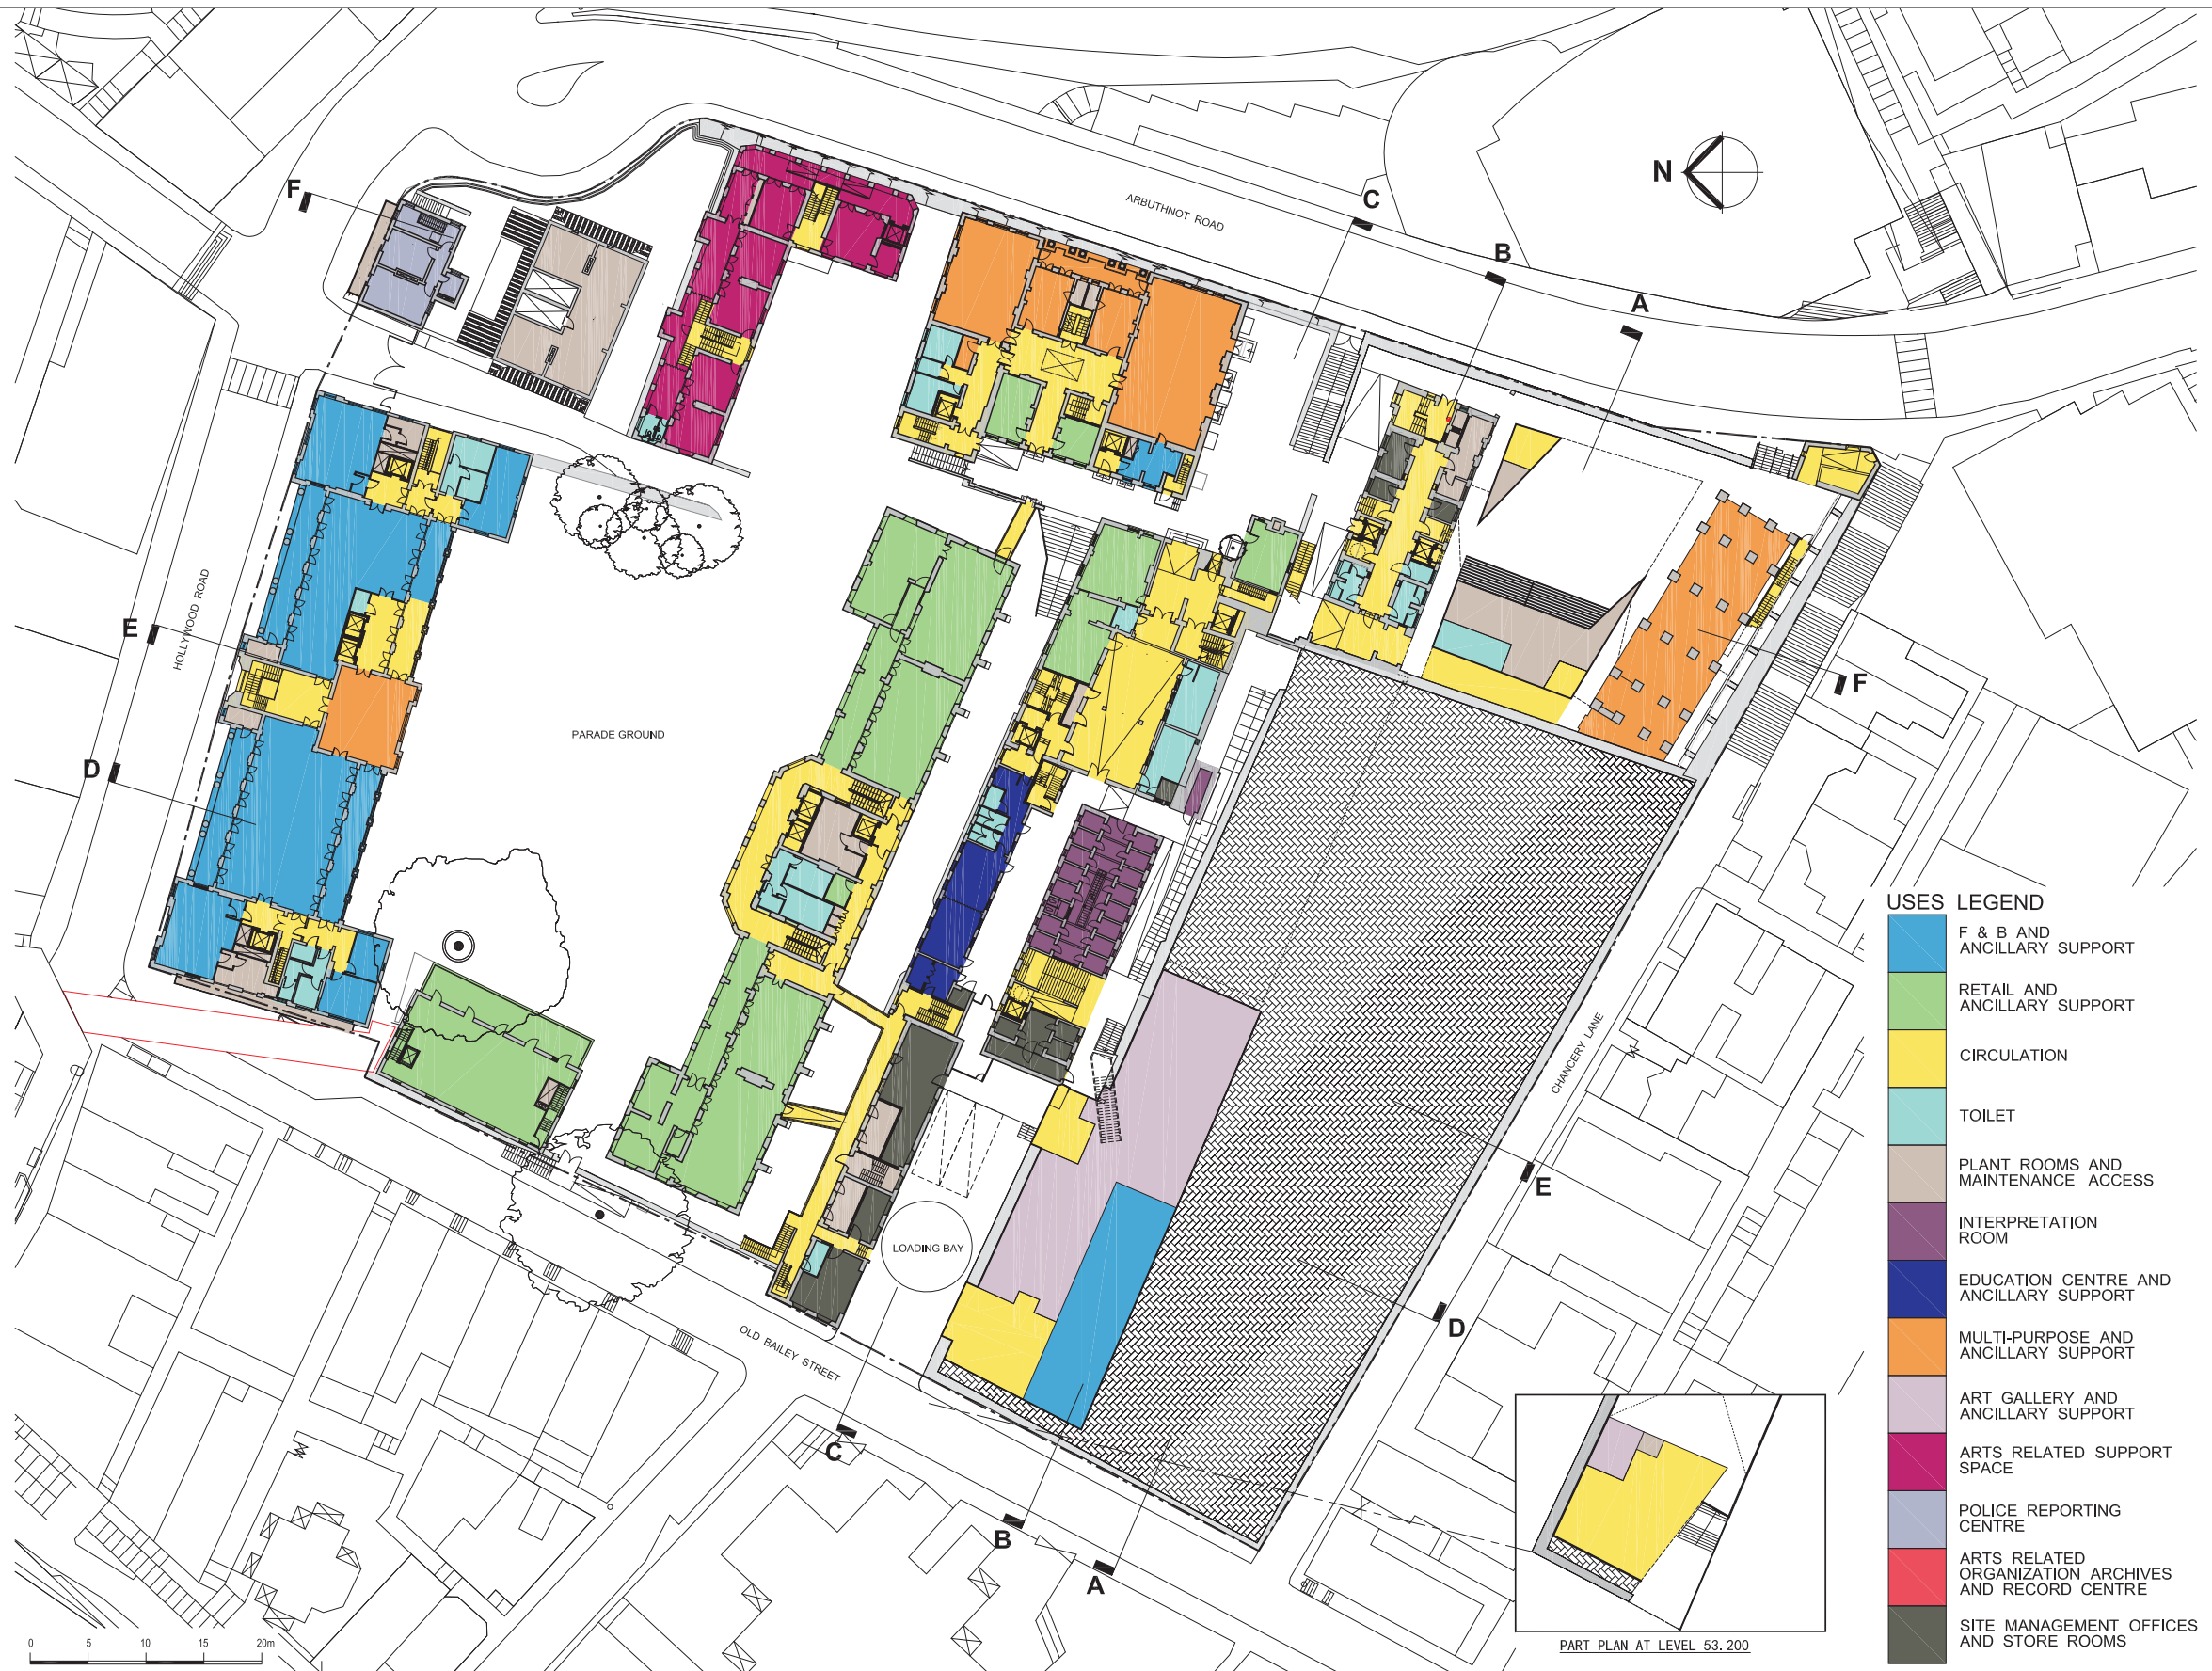 F
ARBUTHNOT ROAD
C
N
B
A
E
HOLLYWOOD ROAD
F
PARADE GROUND
D
USES LEGEND
F & B AND
ANCILLARY SUPPORT
RETAIL AND
ANCILLARY SUPPORT
CIRCULATION
TOILET
PLANT ROOMS AND
MAINTENANCE ACCESS
INTERPRETATION
ROOM
EDUCATION CENTRE AND
ANCILLARY SUPPORT
MULTI-PURPOSE AND
ANCILLARY SUPPORT
ART GALLERY AND
ANCILLARY SUPPORT
ARTS RELATED SUPPORT
SPACE
POLICE REPORTING
CENTRE
ARTS RELATED
ORGANIZATION ARCHIVES
AND RECORD CENTRE
SITE MANAGEMENT OFFICES
AND STORE ROOMS
CHANCERY LANE
E
LOADING BAY
D
OLD BAILEY STREET
C
B
A
PART PLAN AT LEVEL 53.200
0 5 10 15 20m